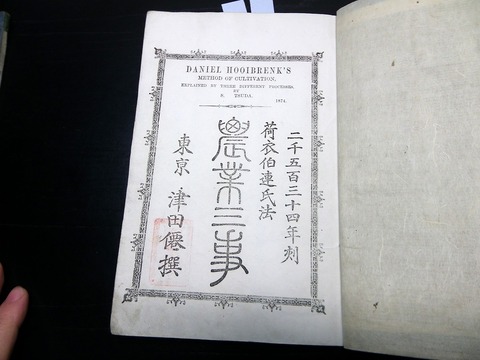 DANIEL HOOIBRENK'S
METHOD OF CULTIVATION.
EXPLAINED BY THREE DIFFERENT PROCESSES.
BY
S. TSUDA.
1874.
二千五百三十四年刻
荷衣伯連氏法
農業三事
東京 津田僊撰